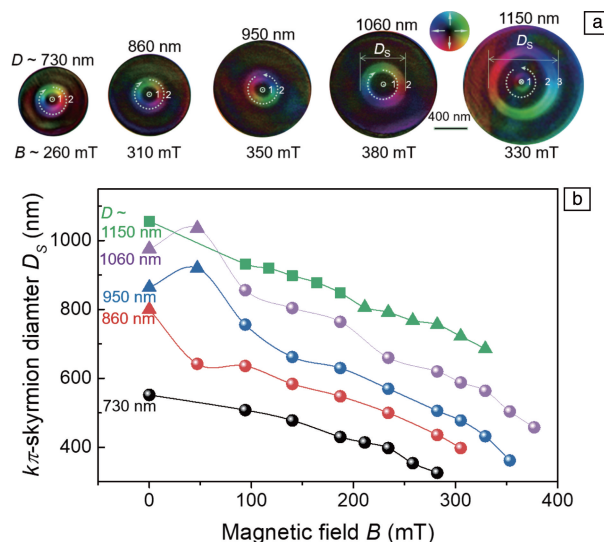 a
D ~ 730 nm
860 nm
950 nm
1060 nm
1150 nm
D_S
D_S
1 2
1 2
1 2
1 2
1 2 3
400 nm
B ~ 260 mT
310 mT
350 mT
380 mT
330 mT
b
kπ-skyrmion diamter D_S (nm)
1000
800
600
400
D ~
1150 nm
1060 nm
950 nm
860 nm
730 nm
0
100
200
300
400
Magnetic field B (mT)